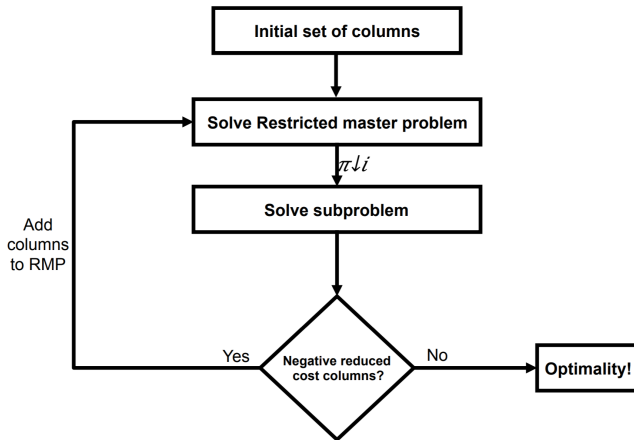 Initial set of columns
Solve Restricted master problem
π↓i
Solve subproblem
Add
columns
to RMP
Yes
Negative reduced
cost columns?
No
Optimality!